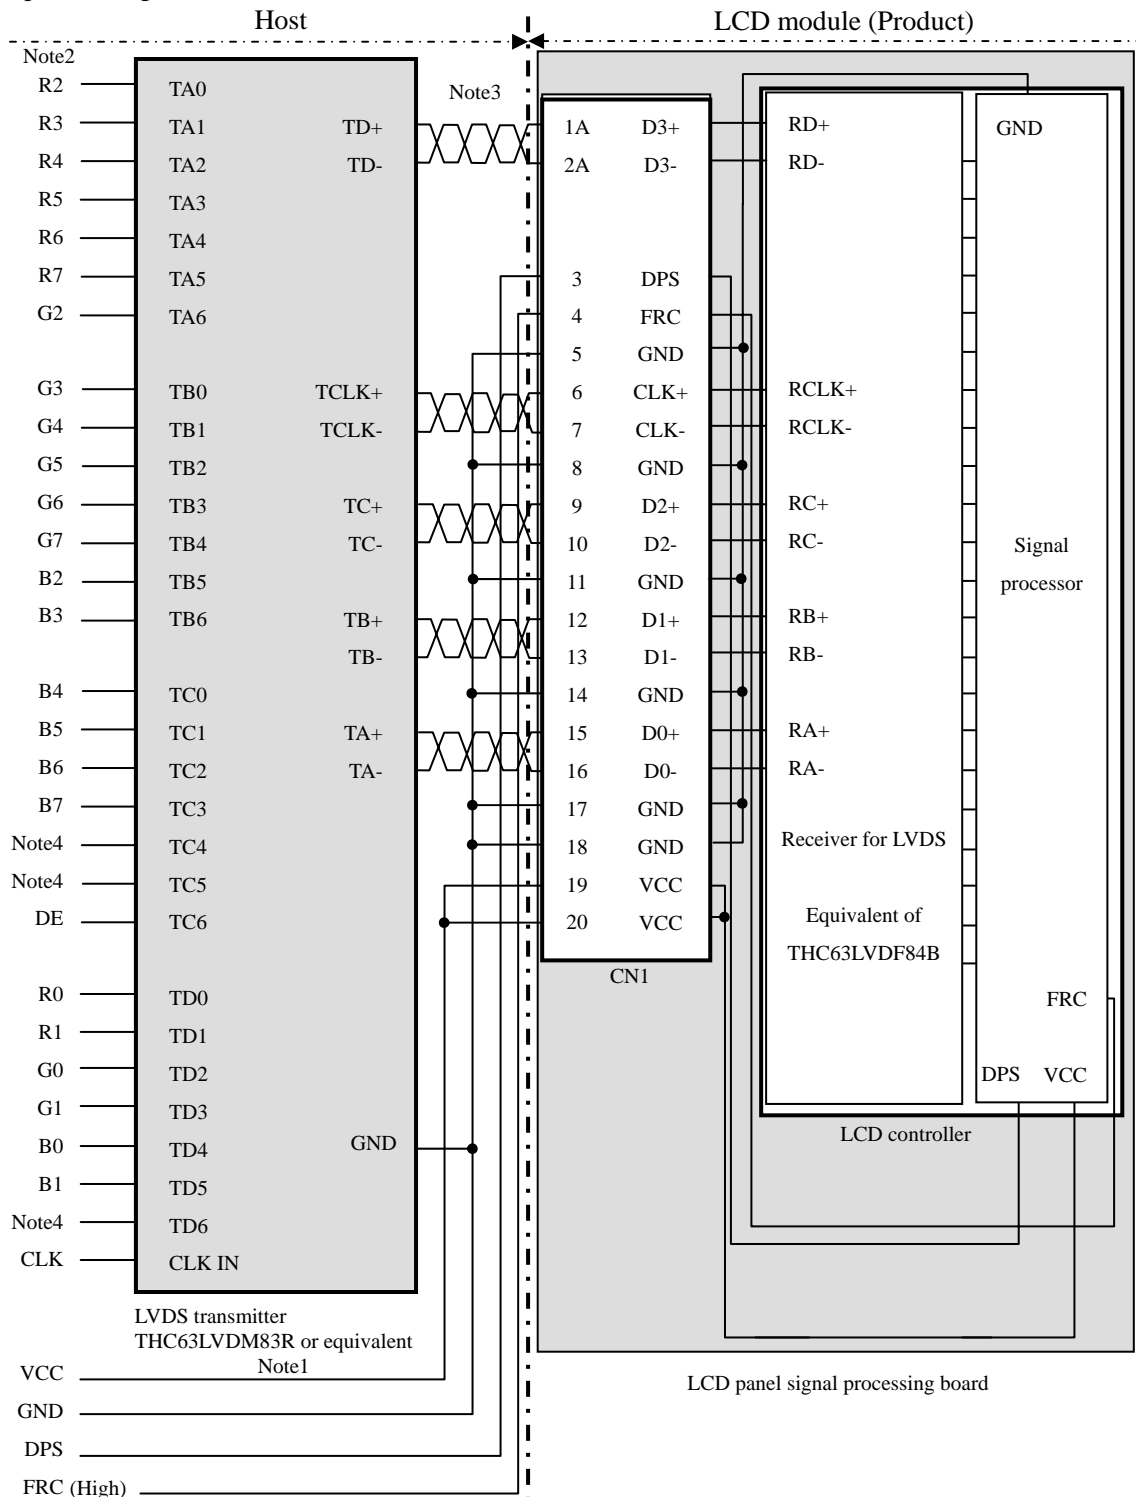 Host
LCD module (Product)
Note2
R2
R3
R4
R5
R6
R7
G2
G3
G4
G5
G6
G7
B2
B3
B4
B5
B6
B7
Note4
Note4
DE
R0
R1
G0
G1
B0
B1
Note4
CLK
TA0
TA1
TA2
TA3
TA4
TA5
TA6
TB0
TB1
TB2
TB3
TB4
TB5
TB6
TC0
TC1
TC2
TC3
TC4
TC5
TC6
TD0
TD1
TD2
TD3
TD4
TD5
TD6
CLK IN
TD+
TD-
TCLK+
TCLK-
TC+
TC-
TB+
TB-
TA+
TA-
GND
Note3
1A D3+
2A D3-
3 DPS
4 FRC
5 GND
6 CLK+
7 CLK-
8 GND
9 D2+
10 D2-
11 GND
12 D1+
13 D1-
14 GND
15 D0+
16 D0-
17 GND
18 GND
19 VCC
20 VCC
CN1
RD+
RD-
RCLK+
RCLK-
RC+
RC-
RB+
RB-
RA+
RA-
Receiver for LVDS
Equivalent of
THC63LVDF84B
GND
Signal
processor
FRC
DPS VCC
LCD controller
LVDS transmitter
THC63LVDM83R or equivalent
Note1
LCD panel signal processing board
VCC
GND
DPS
FRC (High)